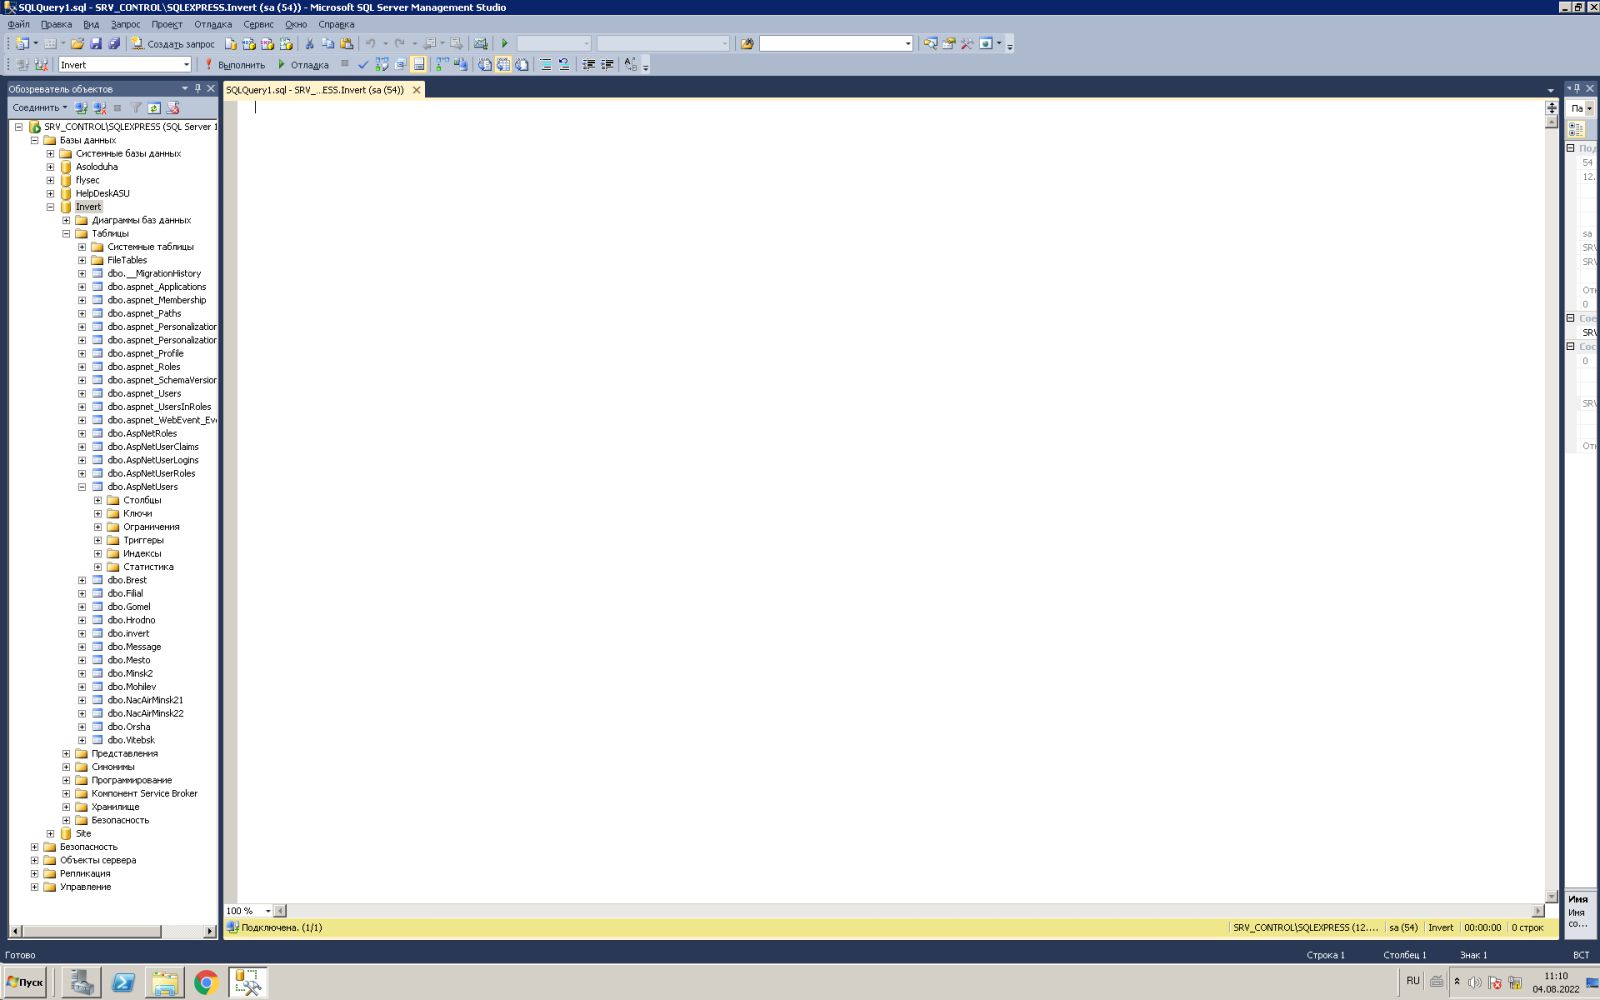 SQLQuery1.sql - SRV_CONTROL\SQLEXPRESS.Invert (sa (54)) - Microsoft SQL Server Management Studio
Файл Правка Вид Запрос Проект Отладка Сервис Окно Справка
Создать запрос
Invert Выполнить Отладка
Обозреватель объектов
SQLQuery1.sql - SRV_...ESS.Invert (sa (54))
Соединить
SRV_CONTROL\SQLEXPRESS (SQL Server 1
Базы данных
Системные базы данных
Asoloduha
flysec
HelpDeskASU
Invert
Диаграммы баз данных
Таблицы
Системные таблицы
FileTables
dbo.__MigrationHistory
dbo.aspnet_Applications
dbo.aspnet_Membership
dbo.aspnet_Paths
dbo.aspnet_Personalization
dbo.aspnet_Personalization
dbo.aspnet_Profile
dbo.aspnet_Roles
dbo.aspnet_SchemaVersion
dbo.aspnet_Users
dbo.aspnet_UsersInRoles
dbo.aspnet_WebEvent_Eve
dbo.AspNetRoles
dbo.AspNetUserClaims
dbo.AspNetUserLogins
dbo.AspNetUserRoles
dbo.AspNetUsers
Столбцы
Ключи
Ограничения
Триггеры
Индексы
Статистика
dbo.Brest
dbo.Filial
dbo.Gomel
dbo.Hrodno
dbo.invert
dbo.Message
dbo.Mesto
dbo.Minsk2
dbo.Mohilev
dbo.NacAirMinsk21
dbo.NacAirMinsk22
dbo.Orsha
dbo.Vitebsk
Представления
Синонимы
Программирование
Компонент Service Broker
Хранилище
Безопасность
Site
Безопасность
Объекты сервера
Репликация
Управление
Па
Под
54
12.
sa
SRV
SRV
Отк
0
Сое
SRV
Сос
0
SRV
Отк
Имя
Имя
со...
100 %
Подключена. (1/1) SRV_CONTROL\SQLEXPRESS (12.... sa (54) Invert 00:00:00 0 строк
Готово Строка 1 Столбец 1 Знак 1 ВСТ
Пуск RU 11:10
04.08.2022